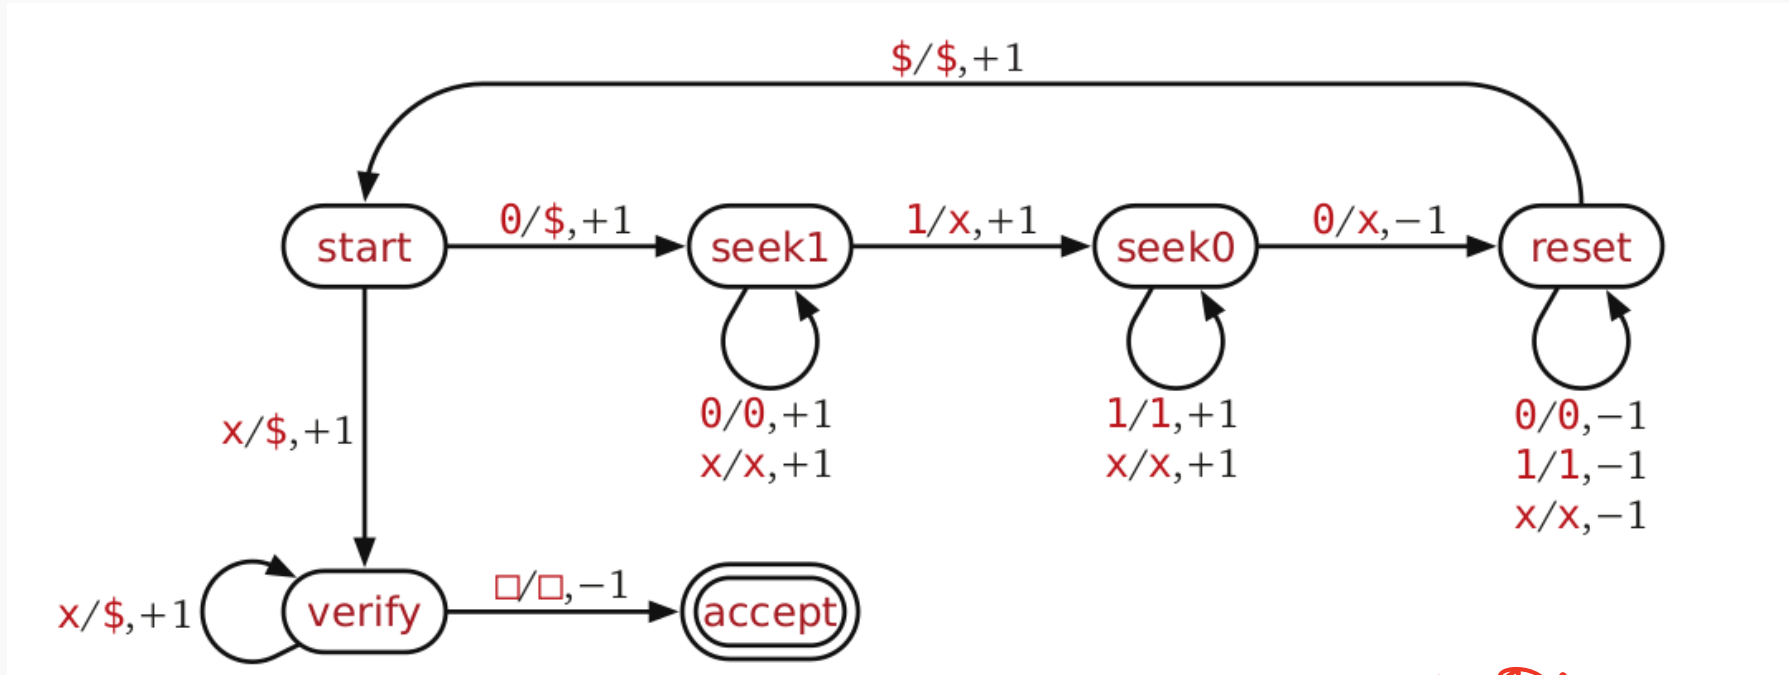 $/$,+1
start
0/$,+1
seek1
1/x,+1
seek0
0/x,−1
reset
0/0,+1
x/x,+1
1/1,+1
x/x,+1
0/0,−1
1/1,−1
x/x,−1
x/$,+1
x/$,+1
verify
□/□,−1
accept